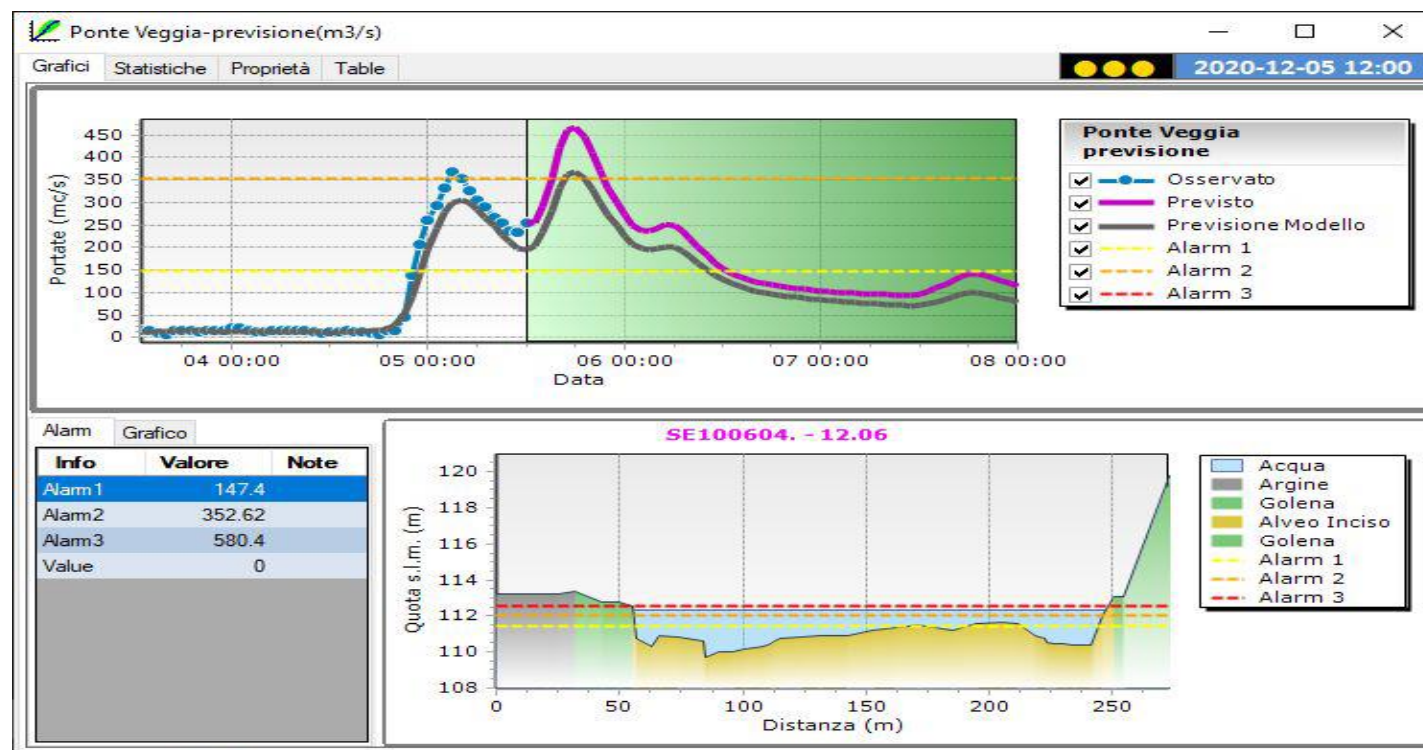 Ponte Veggia-previsione(m3/s)
Grafici Statistiche Proprietà Table
2020-12-05 12:00
450
400
350
300
250
200
150
100
50
0
Portate (mc/s)
04 00:00 05 00:00 06 00:00 07 00:00 08 00:00
Data
Ponte Veggia
previsione
Osservato
Previsto
Previsione Modello
Alarm 1
Alarm 2
Alarm 3
Alarm Grafico
Info Valore Note
Alarm1 147.4
Alarm2 352.62
Alarm3 580.4
Value 0
SE100604. - 12.06
120
118
116
114
112
110
108
Quota s.l.m. (m)
0 50 100 150 200 250
Distanza (m)
Acqua
Argine
Golena
Alveo Inciso
Golena
Alarm 1
Alarm 2
Alarm 3